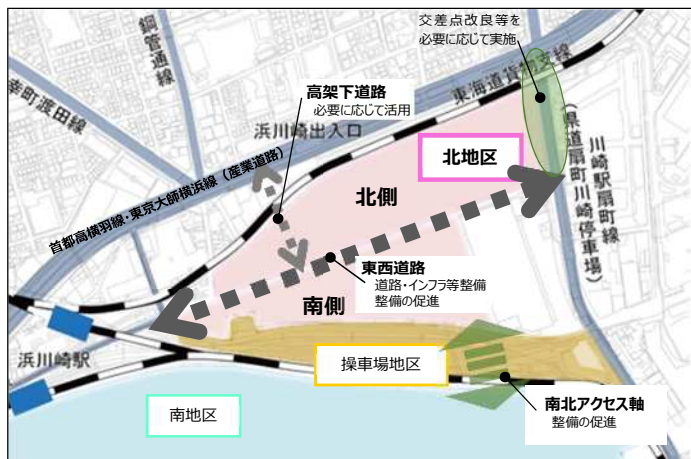 交差点改良等を
必要に応じて実施
鋼管通線
幸町渡田線
高架下道路
必要に応じて活用
東海道貨物支線
浜川崎出入口
首都高横羽線・東京大師横浜線（産業道路）
北地区
川崎駅扇町線
（県道扇町川崎停車場）
北側
東西道路
道路・インフラ等整備
整備の促進
南側
浜川崎駅
操車場地区
南地区
南北アクセス軸
整備の促進